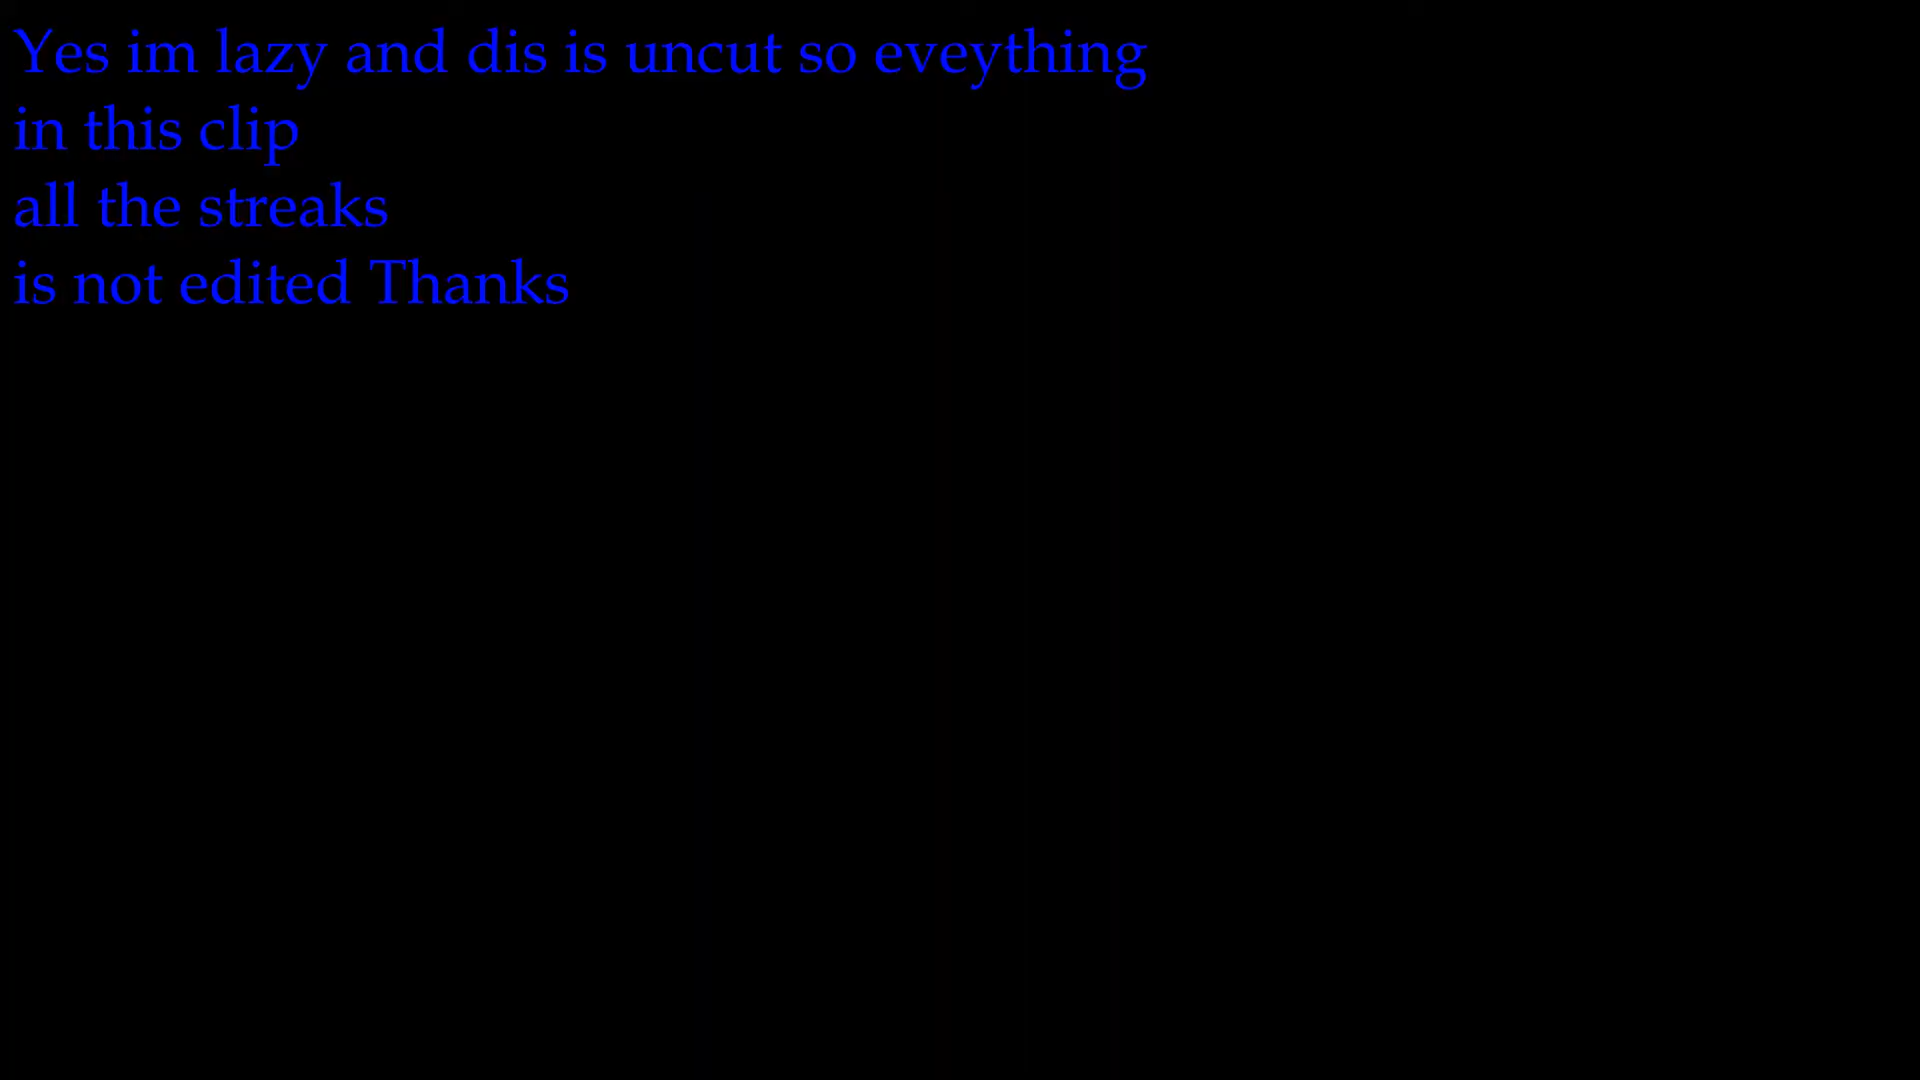 Yes im lazy and dis is uncut so eveything
in this clip
all the streaks
is not edited Thanks